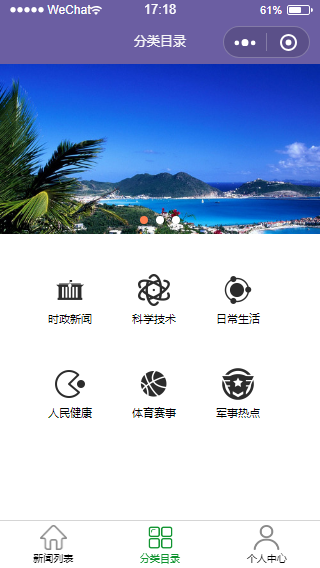 WeChat 17:18 61%
分类目录
时政新闻 科学技术 日常生活
人民健康 体育赛事 军事热点
新闻列表 分类目录 个人中心